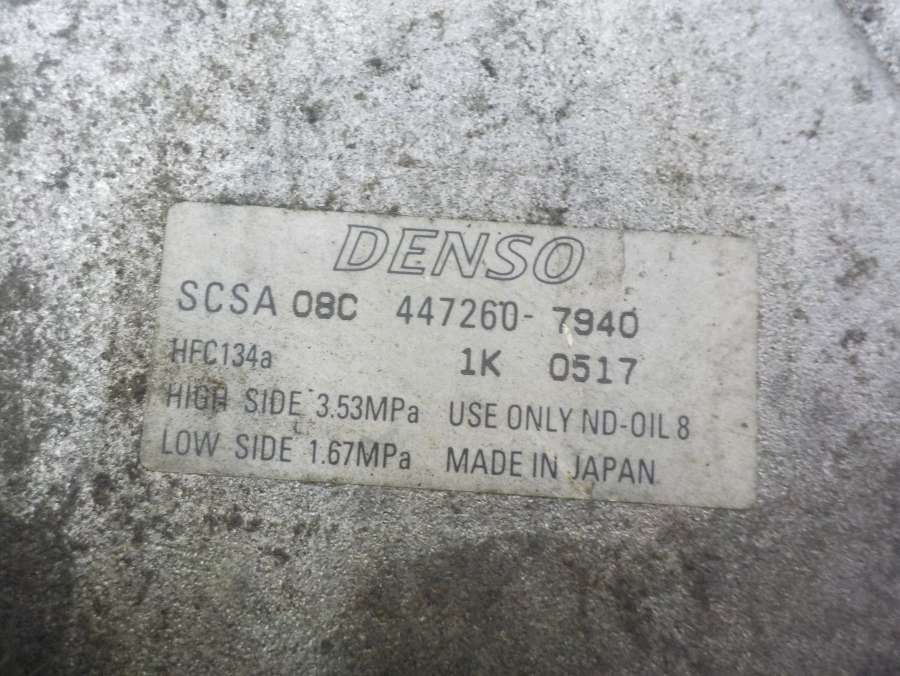 DENSO
SCSA 08C 447260-7940
HFC134a 1K 0517
HIGH SIDE 3.53MPa USE ONLY ND-OIL 8
LOW SIDE 1.67MPa MADE IN JAPAN